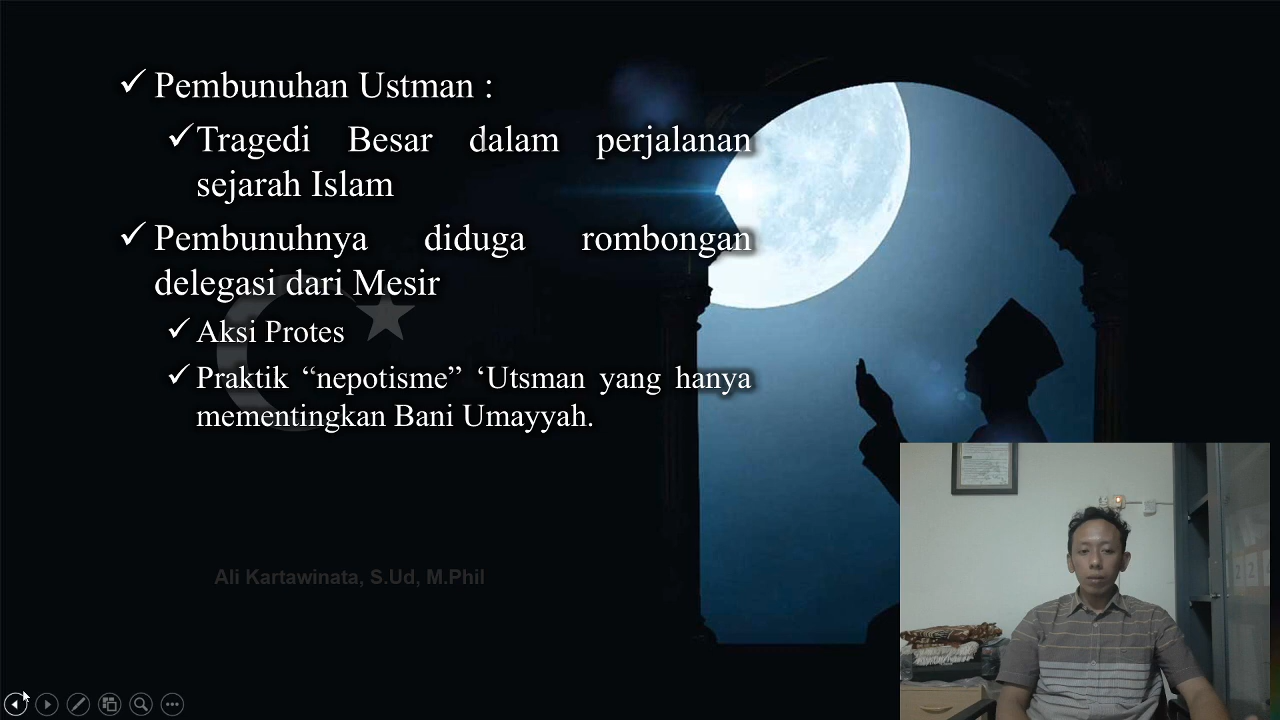 Pembunuhan Ustman :
Tragedi Besar dalam perjalanan
sejarah Islam
Pembunuhnya diduga rombongan
delegasi dari Mesir
Aksi Protes
Praktik “nepotisme” ‘Utsman yang hanya
mementingkan Bani Umayyah.
Ali Kartawinata, S.Ud, M.Phil